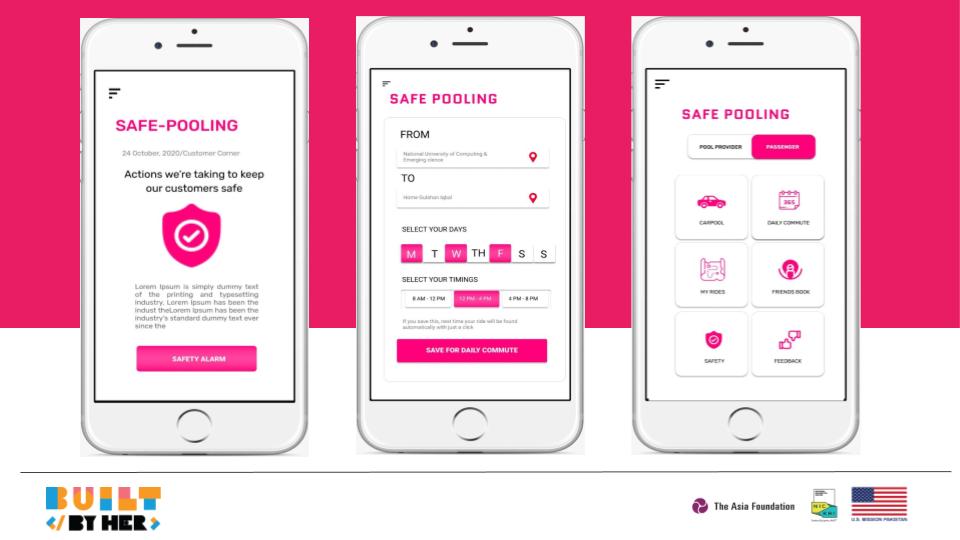 SAFE-POOLING
24 October, 2020/Customer Corner
Actions we're taking to keep
our customers safe
Lorem Ipsum is simply dummy text
of the printing and typesetting
industry. Lorem Ipsum has been the
indust theLorem Ipsum has been the
industry's standard dummy text ever
since the
SAFETY ALARM
SAFE POOLING
FROM
National University of Computing &
Emerging cience
TO
Home Gulshan Iqbal
SELECT YOUR DAYS
M T W TH F S S
SELECT YOUR TIMINGS
8 AM - 12 PM 12 PM - 4 PM 4 PM - 8 PM
If you save this, next time your ride will be found
automatically with just a click
SAVE FOR DAILY COMMUTE
SAFE POOLING
POOL PROVIDER PASSENGER
365
CARPOOL DAILY COMMUTE
MY RIDES FRIENDS BOOK
SAFETY FEEDBACK
BUILT
</ BY HER >
The Asia Foundation
NIC
KHI
U.S. MISSION PAKISTAN